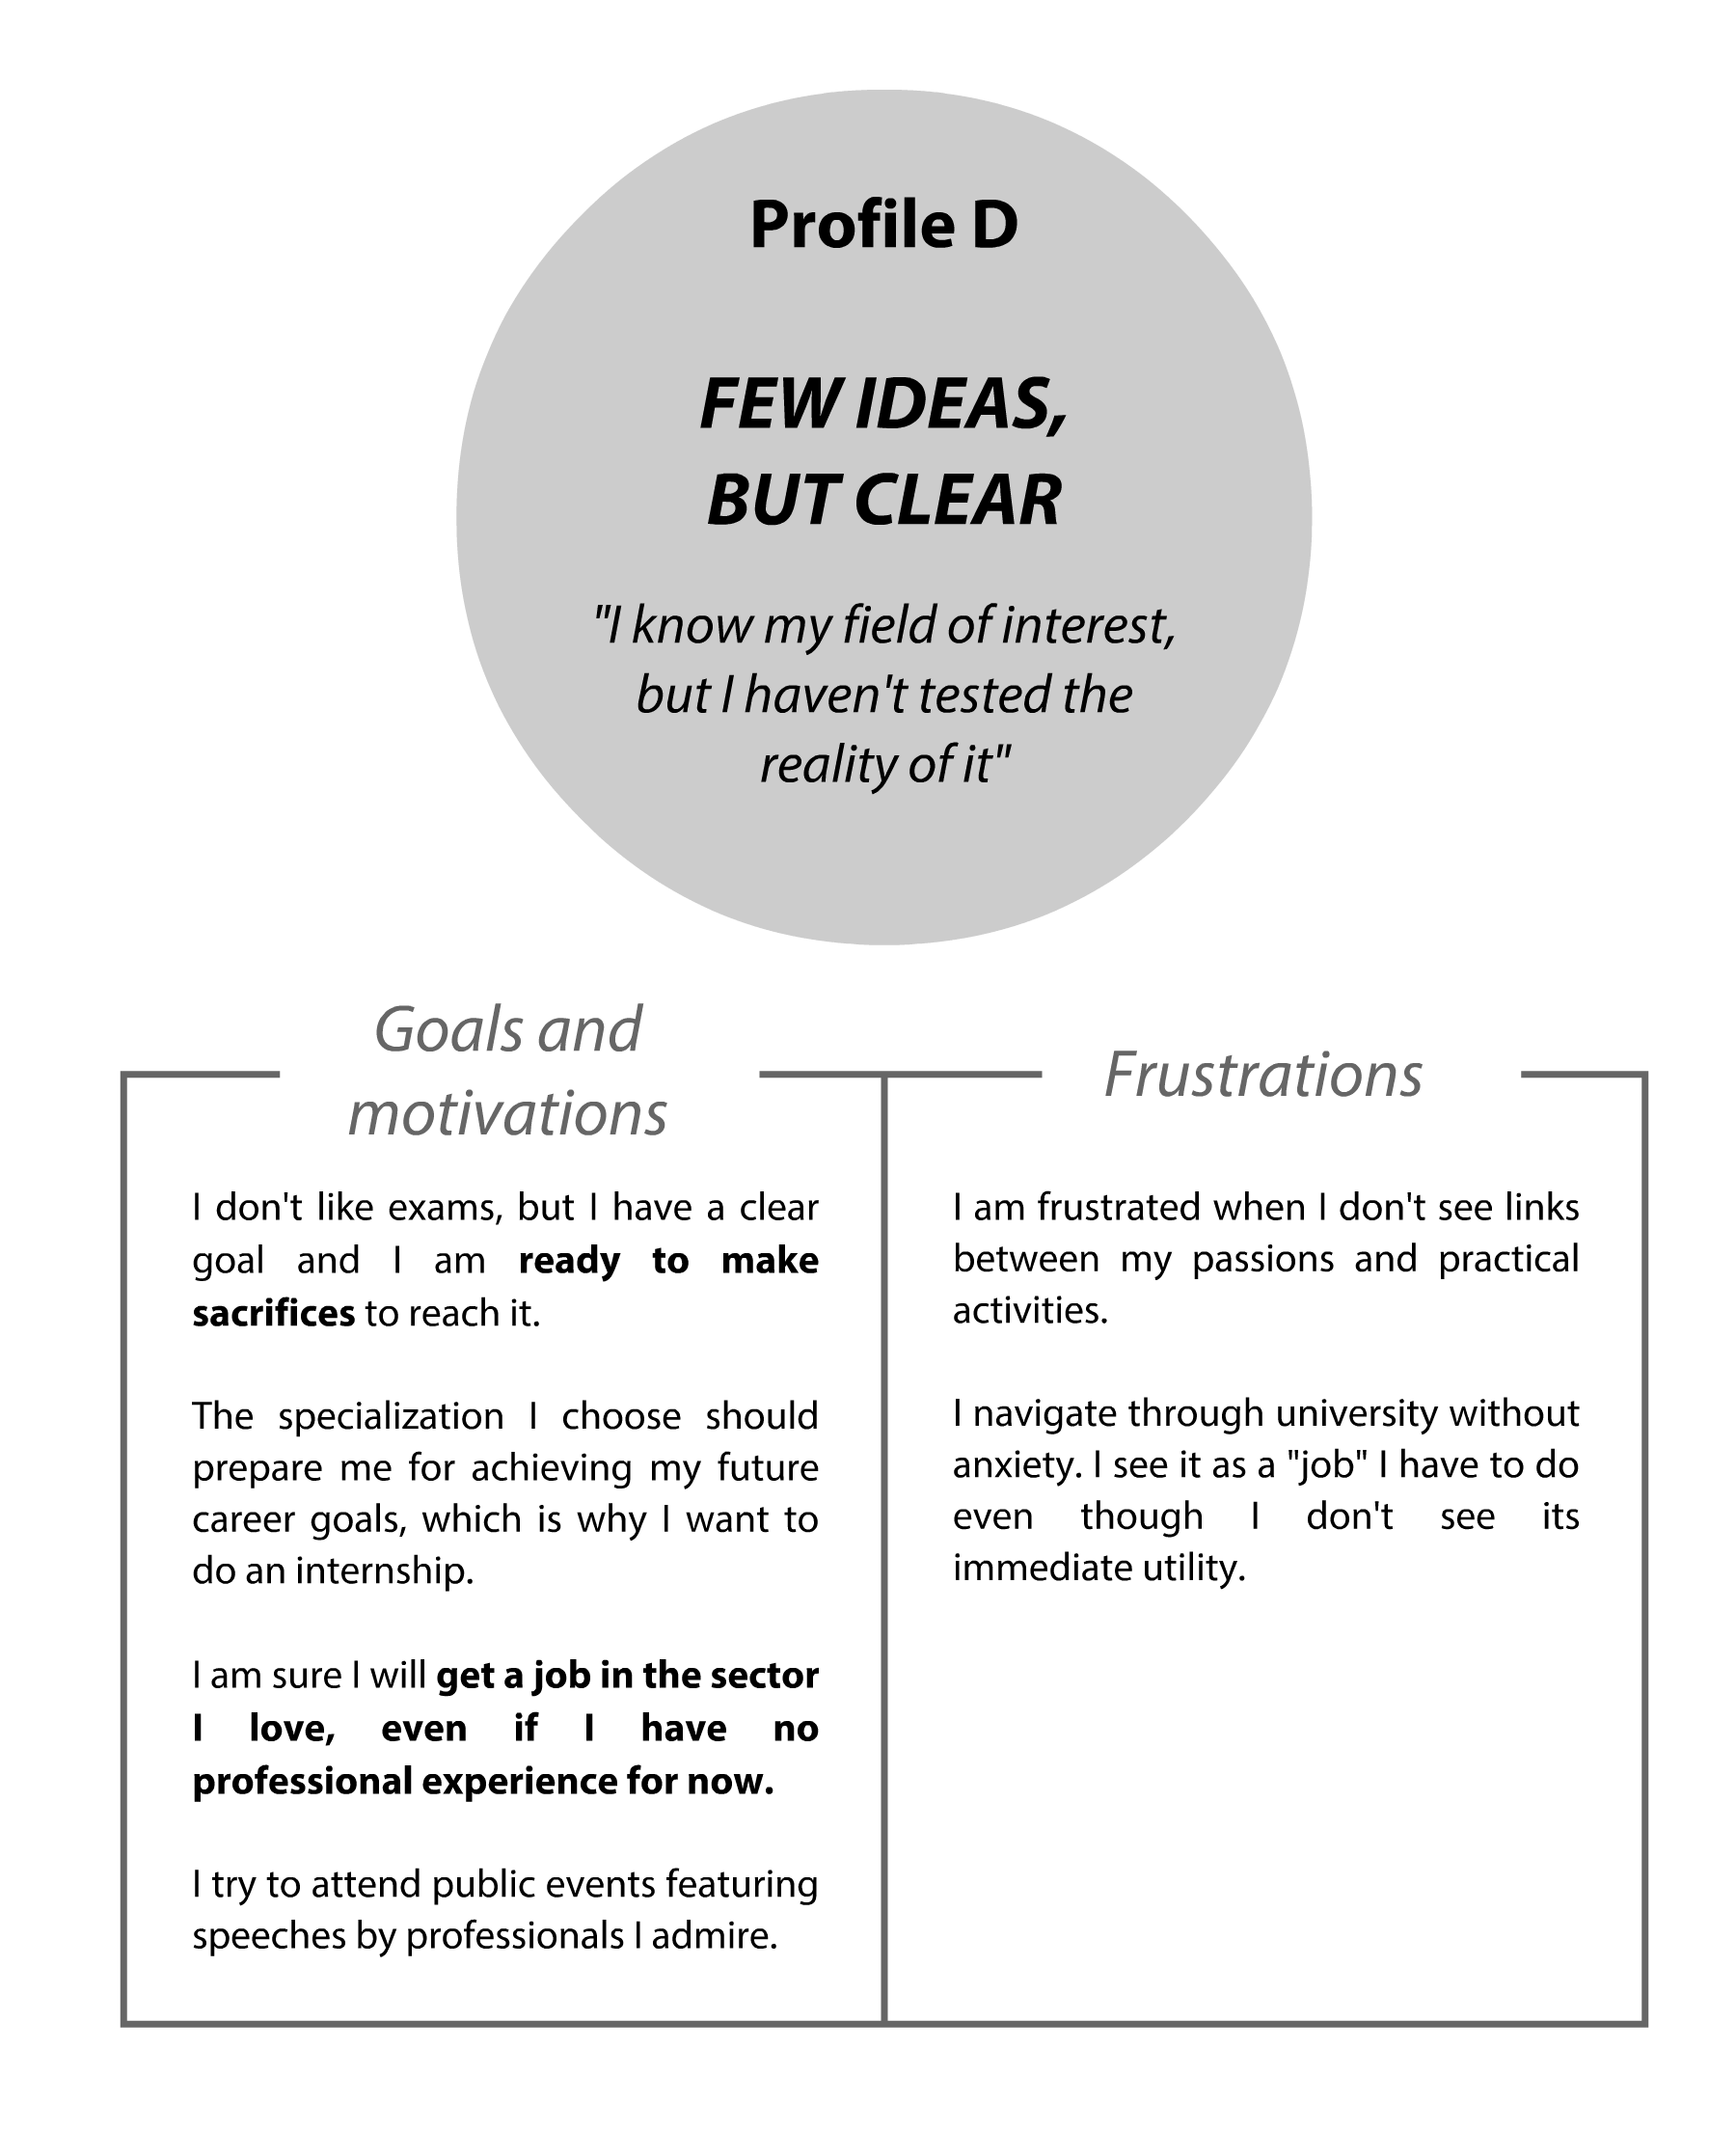 Profile D
FEW IDEAS,
BUT CLEAR
"I know my field of interest,
but I haven't tested the
reality of it"
Goals and
motivations
I don't like exams, but I have a clear
goal and I am ready to make
sacrifices to reach it.
The specialization I choose should
prepare me for achieving my future
career goals, which is why I want to
do an internship.
I am sure I will get a job in the sector
I love, even if I have no
professional experience for now.
I try to attend public events featuring
speeches by professionals I admire.
Frustrations
I am frustrated when I don't see links
between my passions and practical
activities.
I navigate through university without
anxiety. I see it as a "job" I have to do
even though I don't see its
immediate utility.